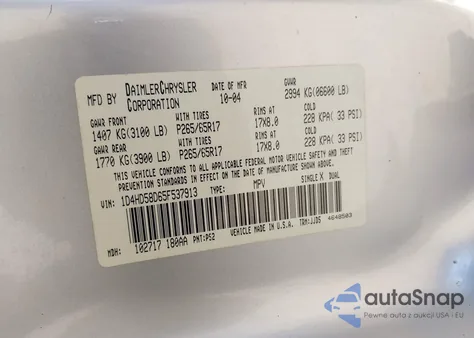 MFD BY DAIMLERCHRYSLER CORPORATION DATE OF MFR 10-04 GVWR 2994 KG(06600 LB)
GAWR FRONT WITH TIRES RIMS AT COLD
1407 KG(3100 LB) P265/65R17 17X8.0 228 KPA( 33 PSI)
GAWR REAR WITH TIRES RIMS AT COLD
1770 KG(3900 LB) P265/65R17 17X8.0 228 KPA( 33 PSI)
THIS VEHICLE CONFORMS TO ALL APPLICABLE FEDERAL MOTOR VEHICLE SAFETY AND THEFT
PREVENTION STANDARDS IN EFFECT ON THE DATE OF MANUFACTURE SHOWN ABOVE.
VIN: 1D4HD58D65F537913 TYPE: MPV SINGLE X DUAL
MDH: 102717 180AA PNT:PS2 VEHICLE MADE IN U.S.A. TRM:JJD5 4648503
autoSnap
Pewne auta z aukcji USA i EU